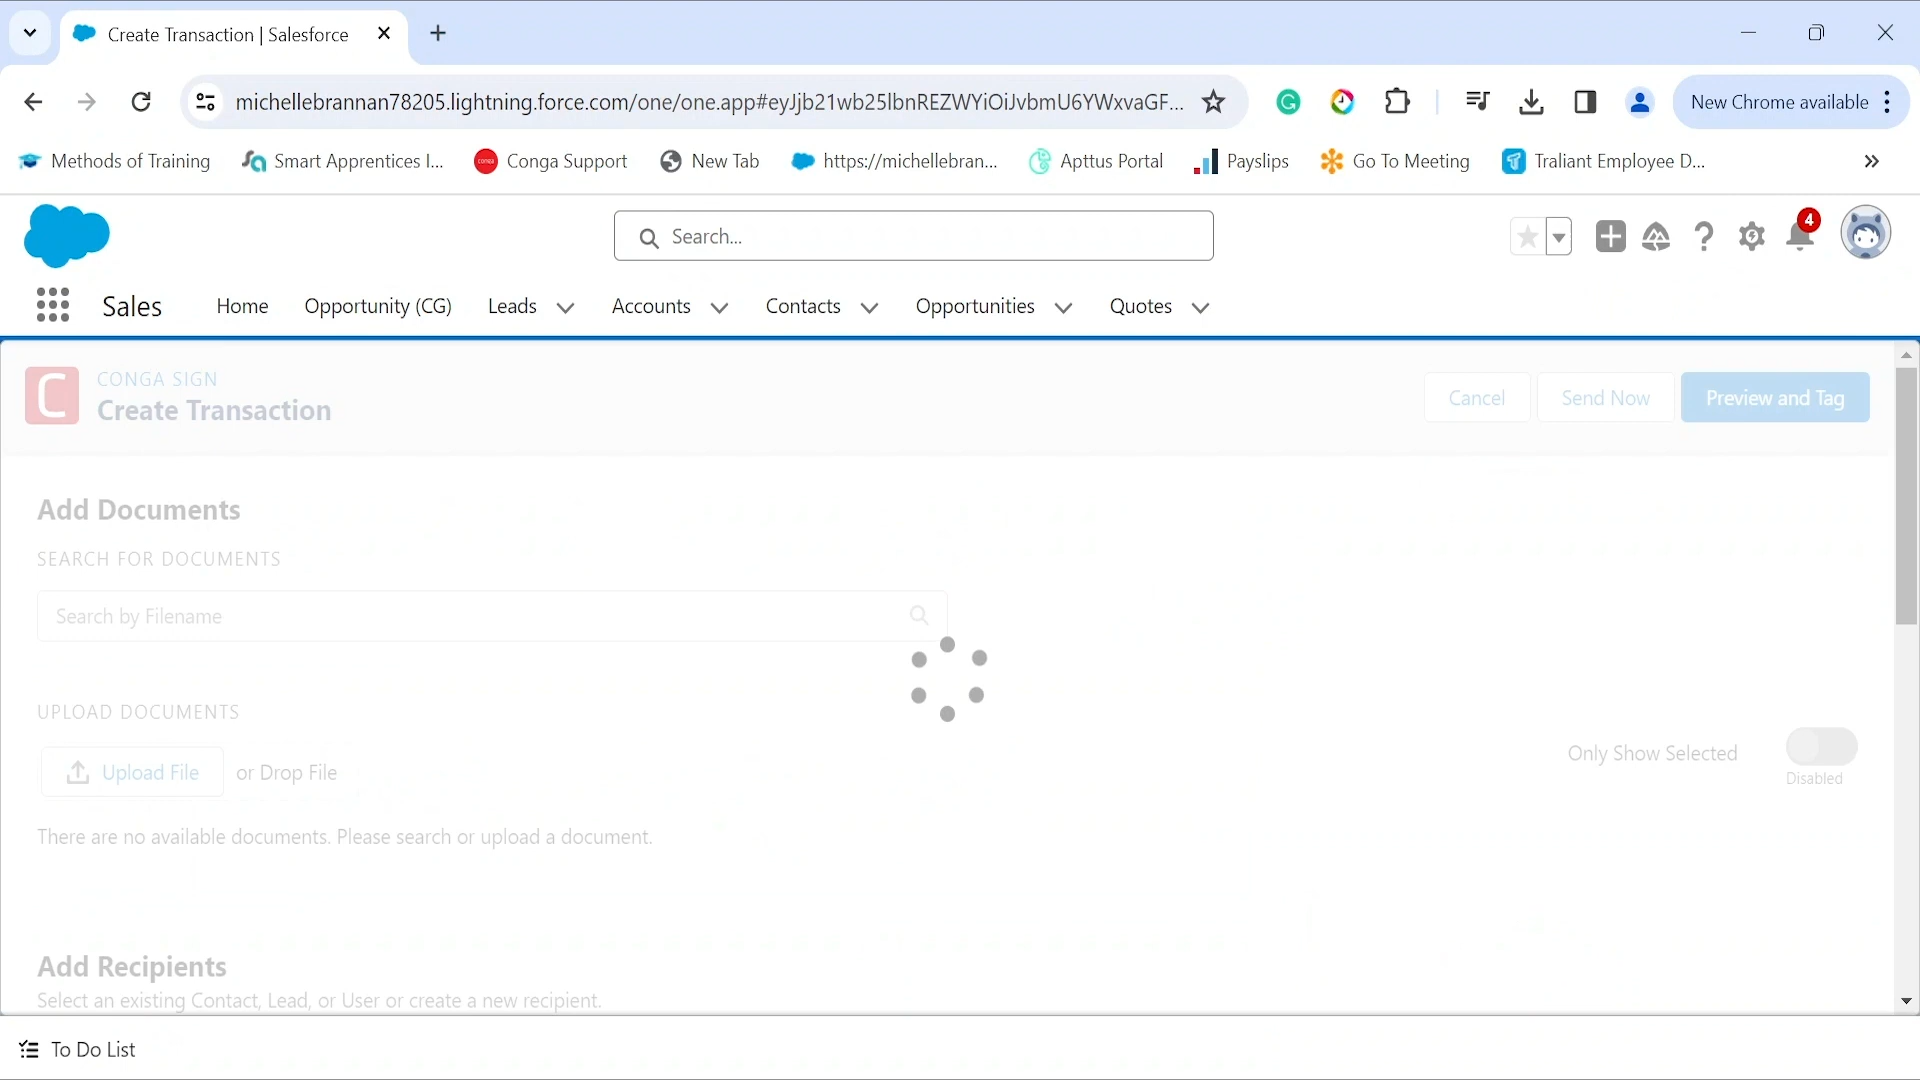 Create Transaction | Salesforce
michellebrannan78205.lightning.force.com/one/one.app#eyJjb21wb25lbnREZWYiOiJvbmU6YWxvaGF...
New Chrome available
Methods of Training
Smart Apprentices I...
conga
Conga Support
New Tab
https://michellebran...
Apttus Portal
Payslips
Go To Meeting
Traliant Employee D...
Search...
4
Sales
Home
Opportunity (CG)
Leads
Accounts
Contacts
Opportunities
Quotes
C
CONGA SIGN
Create Transaction
Cancel
Send Now
Preview and Tag
Add Documents
SEARCH FOR DOCUMENTS
Search by Filename
UPLOAD DOCUMENTS
Upload File
or Drop File
Only Show Selected
Disabled
There are no available documents. Please search or upload a document.
Add Recipients
Select an existing Contact, Lead, or User or create a new recipient.
To Do List